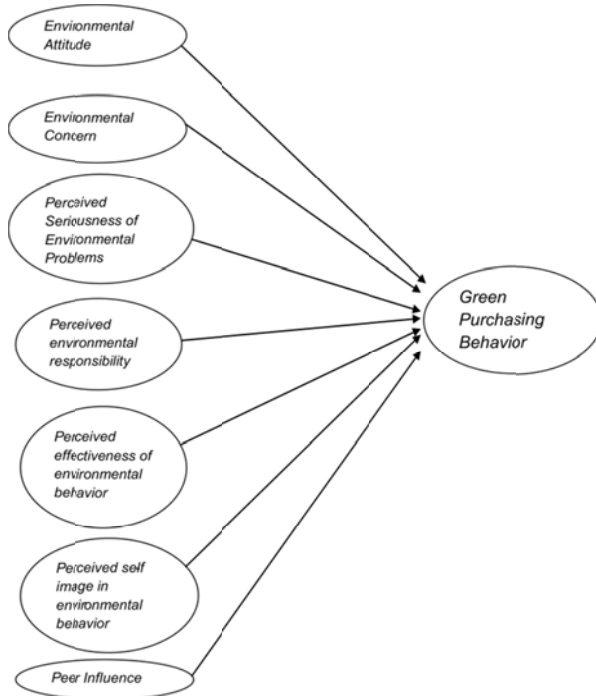 Environmental
Attitude
Environmental
Concern
Perceived
Seriousness of
Environmental
Problems
Perceived
environmental
responsibility
Perceived
effectiveness of
environmental
behavior
Perceived self
image in
environmental
behavior
Peer Influence
Green
Purchasing
Behavior